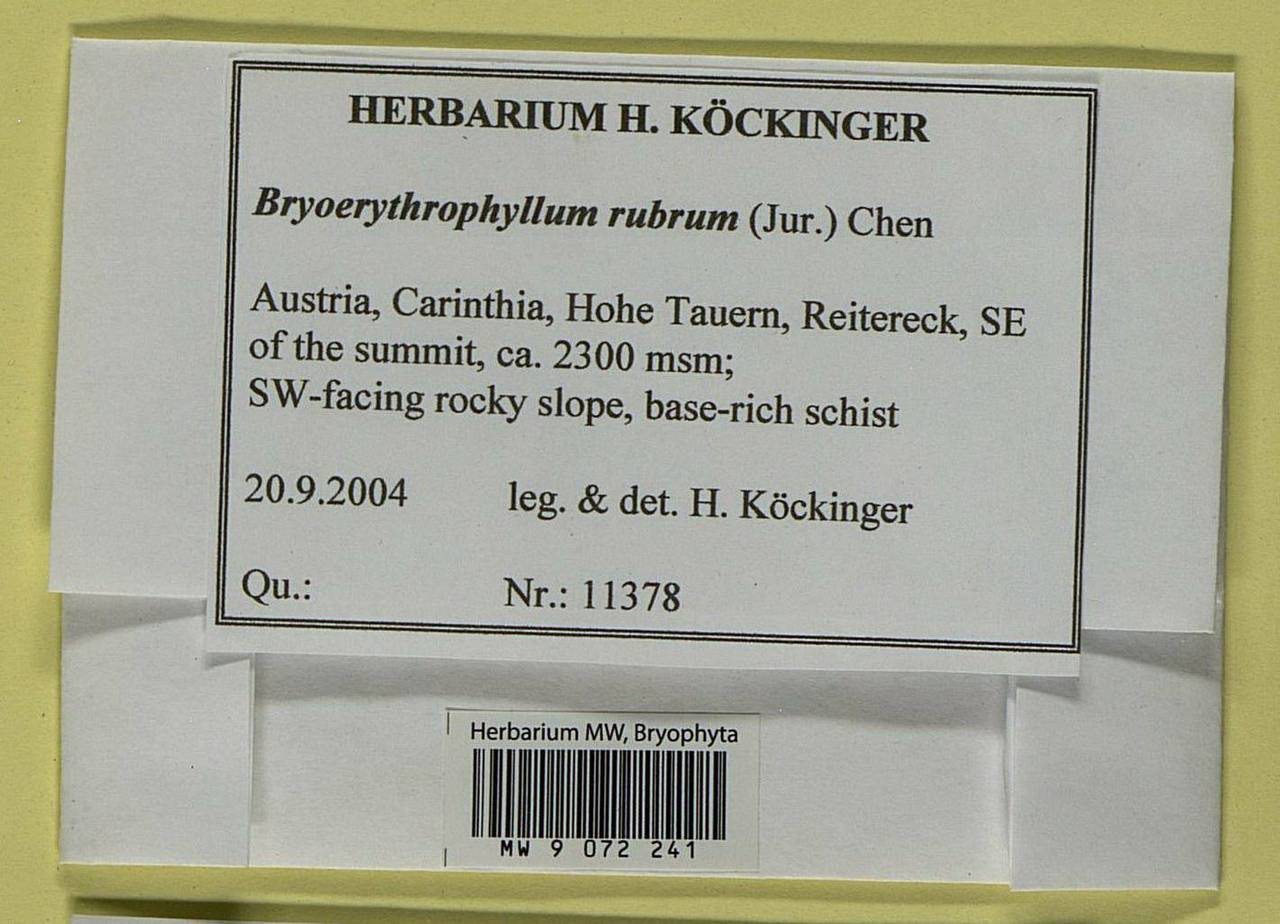 HERBARIUM H. KÖCKINGER
Bryoerythrophyllum rubrum (Jur.) Chen
Austria, Carinthia, Hohe Tauern, Reitereck, SE
of the summit, ca. 2300 msm;
SW-facing rocky slope, base-rich schist
20.9.2004 leg. & det. H. Köckinger
Qu.: Nr.: 11378
Herbarium MW, Bryophyta
MW 9 072 241